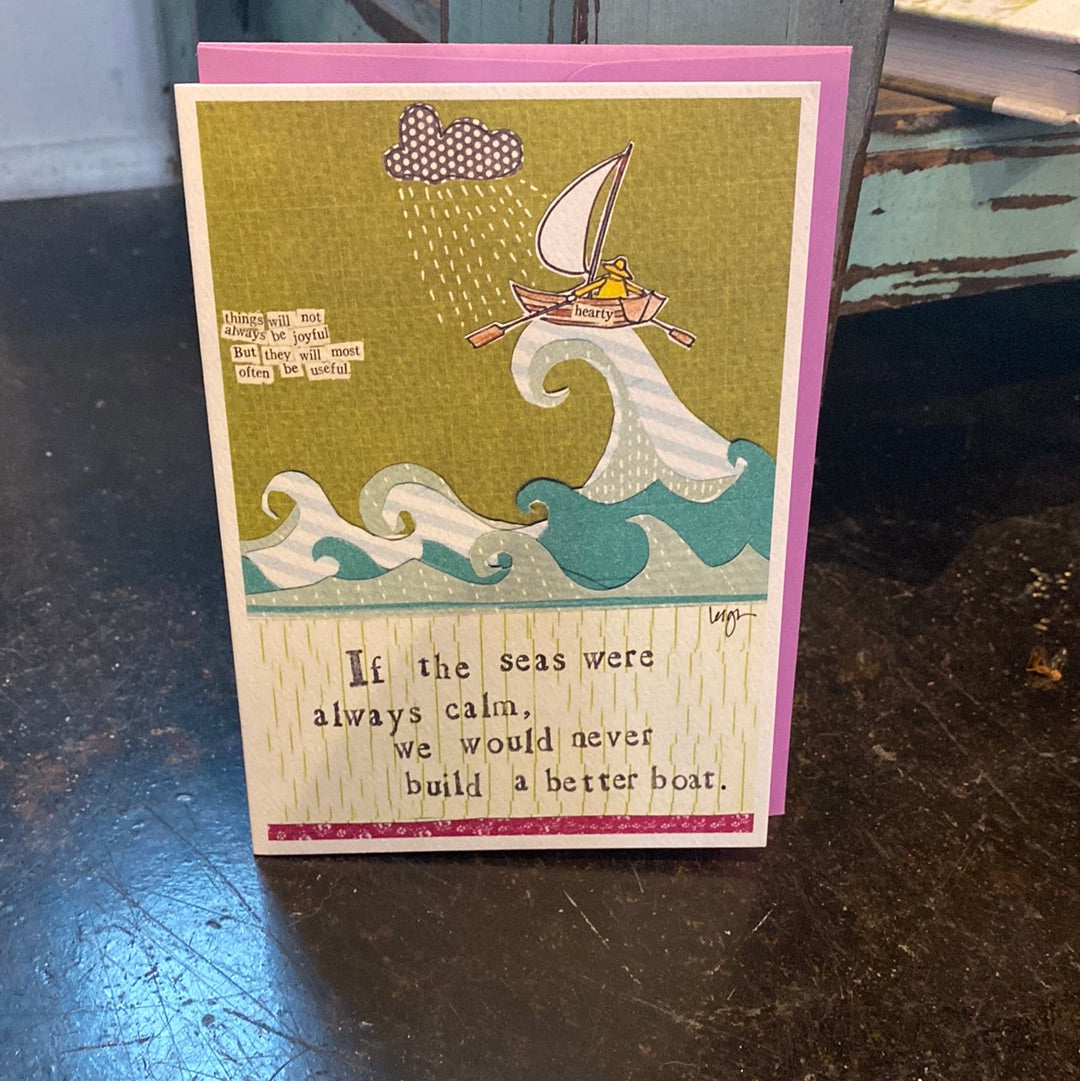 things will not
always be joyful
But they will most
often be useful.
hearty
Leigh
If the seas were
always calm,
we would never
build a better boat.